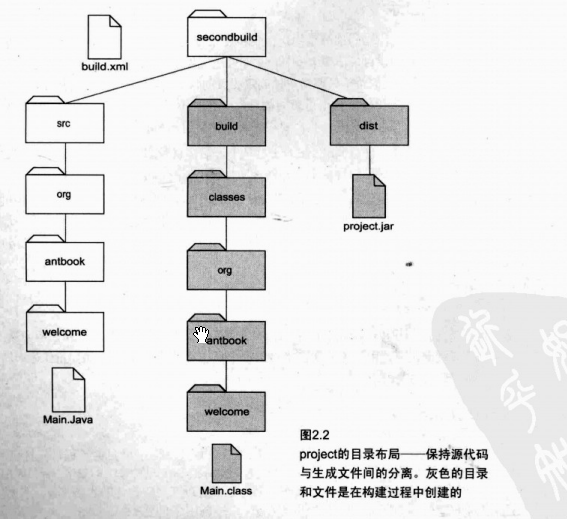 secondbuild
build.xml
src
build
dist
org
classes
project.jar
antbook
org
welcome
antbook
Main.Java
welcome
Main.class
图2.2
project的目录布局——保持源代码
与生成文件间的分离。灰色的目录
和文件是在构建过程中创建的